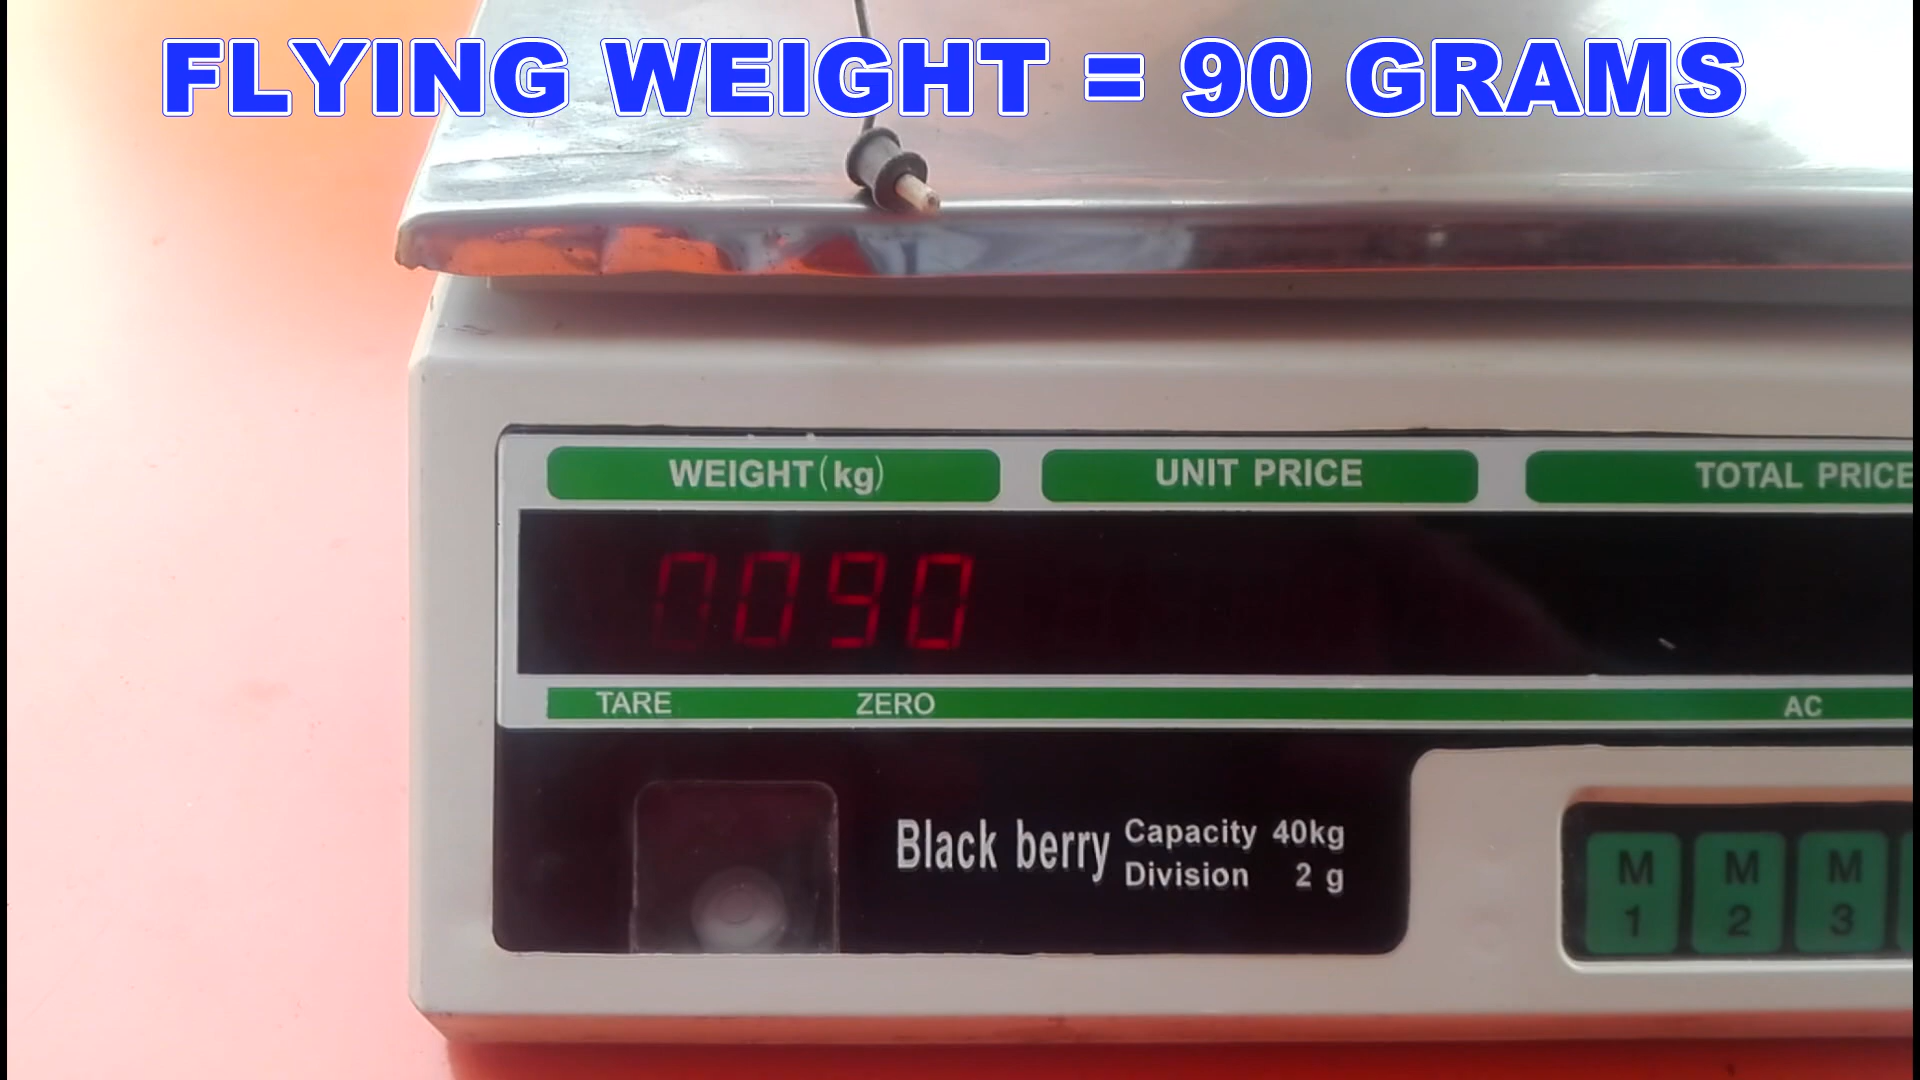 FLYING WEIGHT = 90 GRAMS
WEIGHT(kg) UNIT PRICE TOTAL PRICE
0090
TARE ZERO AC
Black berry Capacity 40kg
Division 2 g
M 1 M 2 M 3